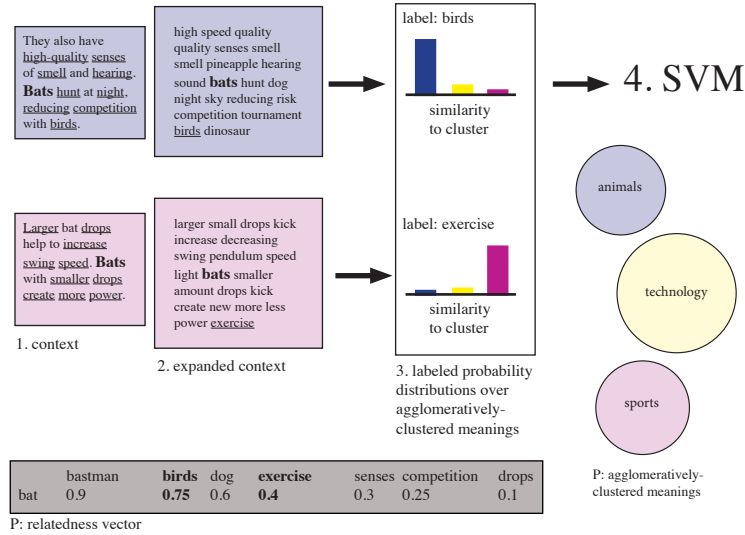 They also have
high-quality senses
of smell and hearing.
Bats hunt at night,
reducing competition
with birds.
high speed quality
quality senses smell
smell pineapple hearing
sound bats hunt dog
night sky reducing risk
competition tournament
birds dinosaur
label: birds
similarity
to cluster
4. SVM
Larger bat drops
help to increase
swing speed. Bats
with smaller drops
create more power.
1. context
larger small drops kick
increase decreasing
swing pendulum speed
light bats smaller
amount drops kick
create new more less
power exercise
2. expanded context
label: exercise
similarity
to cluster
3. labeled probability
distributions over
agglomeratively-
clustered meanings
animals
technology
sports
P: agglomeratively-
clustered meanings
bastman birds dog exercise senses competition drops
bat 0.9 0.75 0.6 0.4 0.3 0.25 0.1
P: relatedness vector